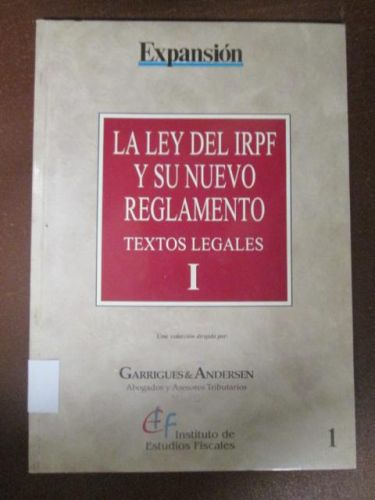 Expansión
LA LEY DEL IRPF
Y SU NUEVO
REGLAMENTO
TEXTOS LEGALES
I
Una colección dirigida por:
GARRIGUES & ANDERSEN
Abogados y Asesores Tributarios
IEF Instituto de
Estudios Fiscales
1